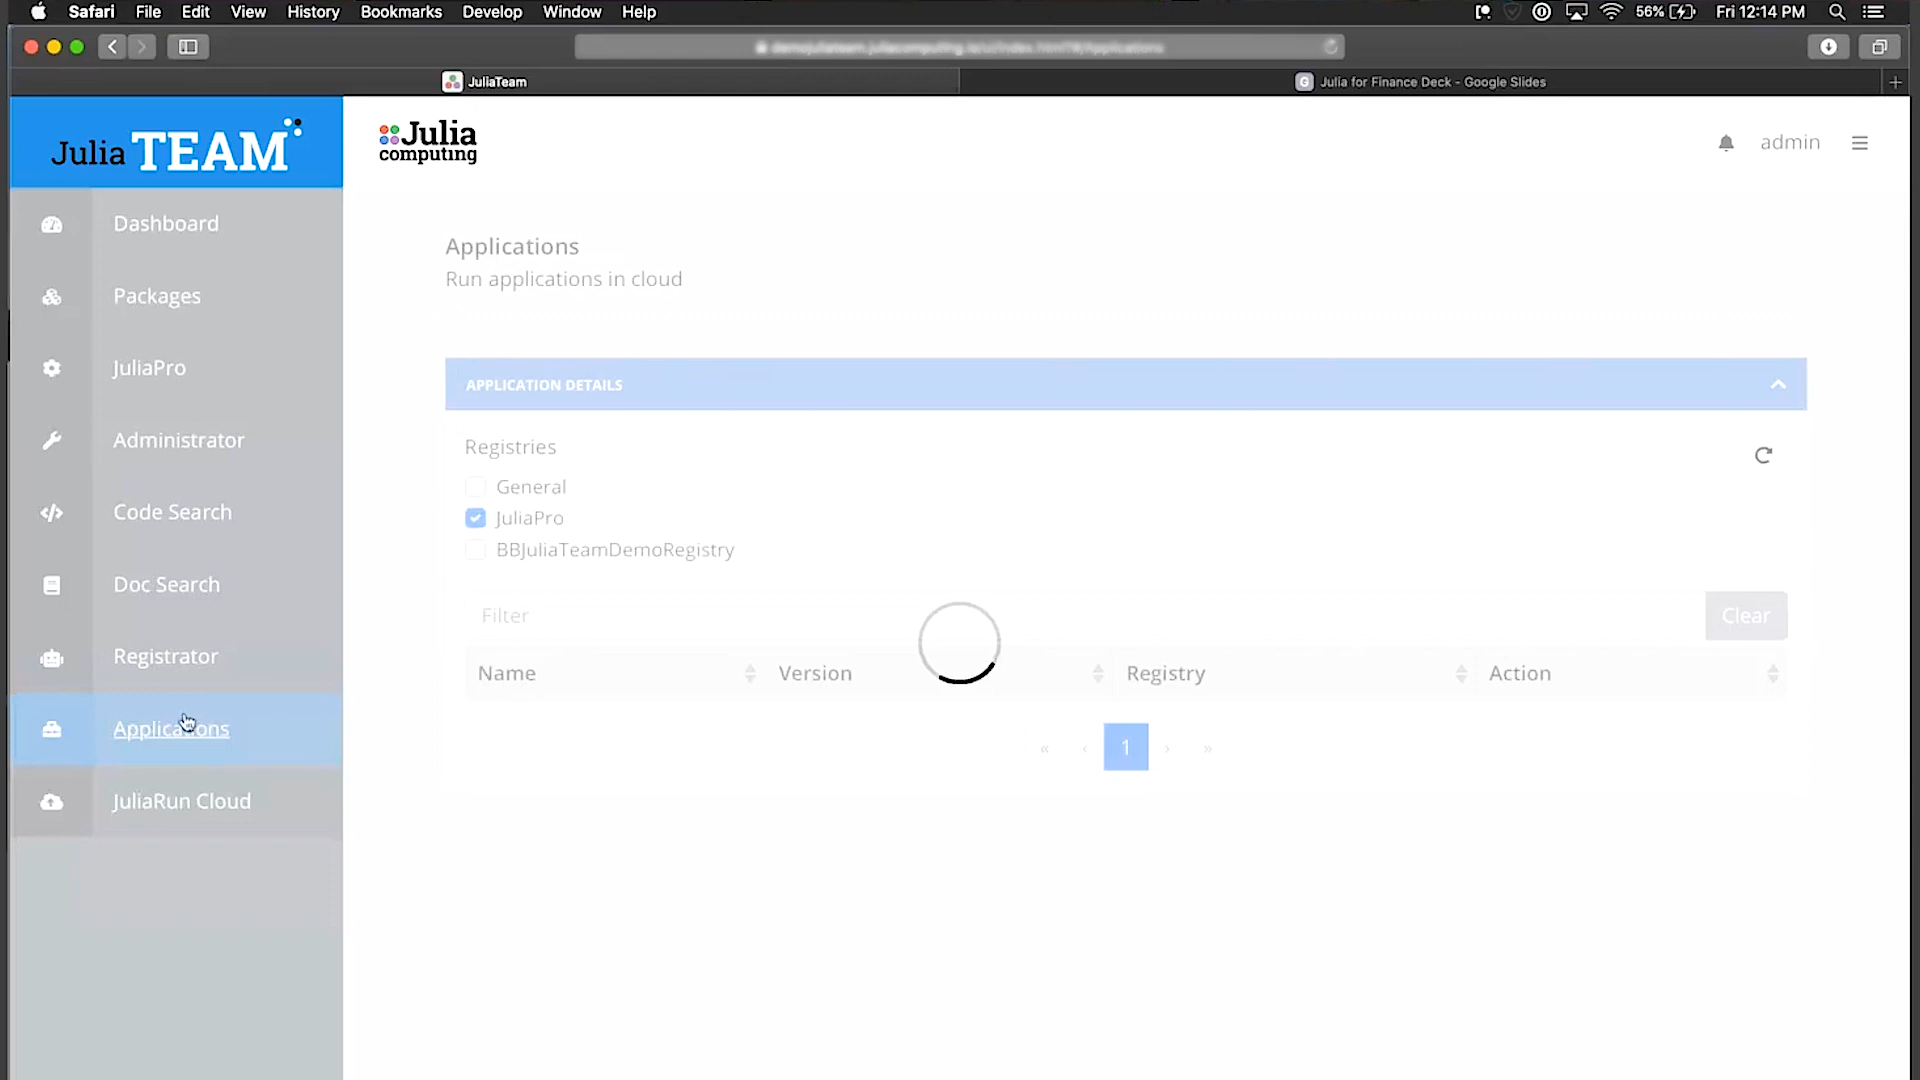 Safari File Edit View History Bookmarks Develop Window Help 56% Fri 12:14 PM
JuliaTeam
G Julia for Finance Deck - Google Slides
Julia TEAM
Julia
computing
admin
Dashboard
Packages
JuliaPro
Administrator
Code Search
Doc Search
Registrator
Applications
JuliaRun Cloud
Applications
Run applications in cloud
APPLICATION DETAILS
Registries
General
JuliaPro
BBJuliaTeamDemoRegistry
Filter
Clear
Name Version Registry Action
« ‹ 1 › »